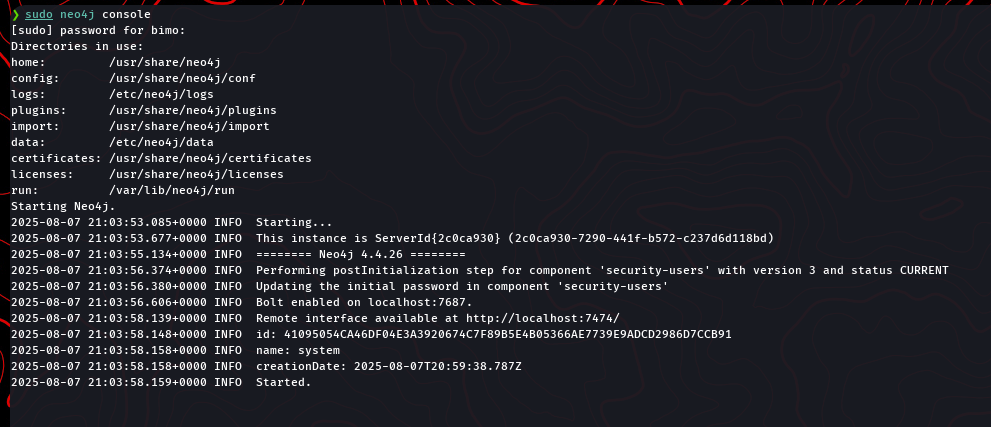 ❯ sudo neo4j console
[sudo] password for bimo:
Directories in use:
home:         /usr/share/neo4j
config:       /usr/share/neo4j/conf
logs:         /etc/neo4j/logs
plugins:      /usr/share/neo4j/plugins
import:       /usr/share/neo4j/import
data:         /etc/neo4j/data
certificates: /usr/share/neo4j/certificates
licenses:     /usr/share/neo4j/licenses
run:          /var/lib/neo4j/run
Starting Neo4j.
2025-08-07 21:03:53.085+0000 INFO  Starting...
2025-08-07 21:03:53.677+0000 INFO  This instance is ServerId{2c0ca930} (2c0ca930-7290-441f-b572-c237d6d118bd)
2025-08-07 21:03:55.134+0000 INFO  ======== Neo4j 4.4.26 ========
2025-08-07 21:03:56.374+0000 INFO  Performing postInitialization step for component 'security-users' with version 3 and status CURRENT
2025-08-07 21:03:56.380+0000 INFO  Updating the initial password in component 'security-users'
2025-08-07 21:03:56.606+0000 INFO  Bolt enabled on localhost:7687.
2025-08-07 21:03:58.139+0000 INFO  Remote interface available at http://localhost:7474/
2025-08-07 21:03:58.148+0000 INFO  id: 41095054CA46DF04E3A3920674C7F89B5E4B05366AE7739E9ADCD2986D7CCB91
2025-08-07 21:03:58.158+0000 INFO  name: system
2025-08-07 21:03:58.158+0000 INFO  creationDate: 2025-08-07T20:59:38.787Z
2025-08-07 21:03:58.159+0000 INFO  Started.